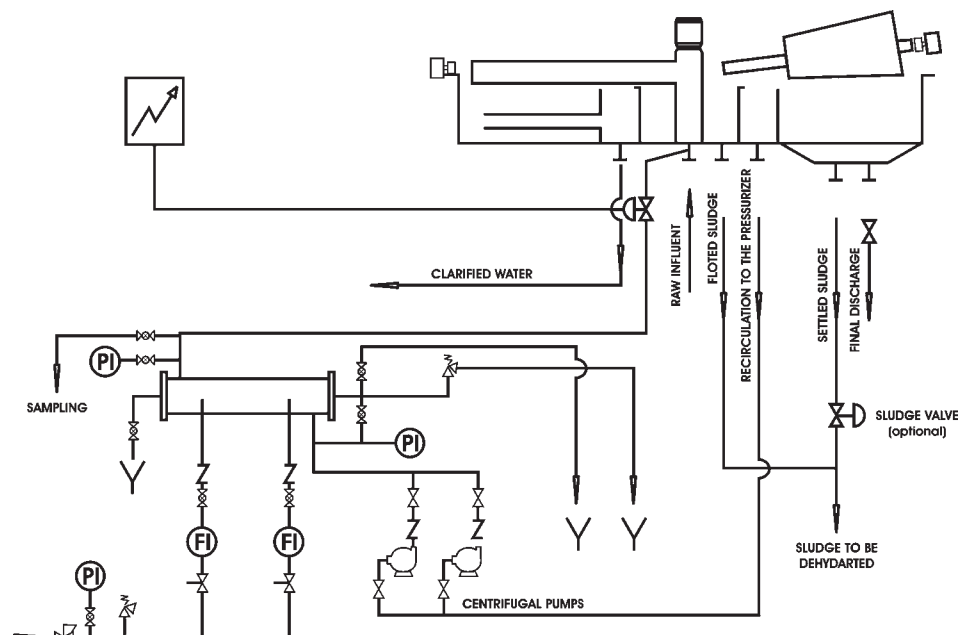 RAW INFLUENT
FLOTED SLUDGE
RECIRCULATION TO THE PRESSURIZER
SETTLED SLUDGE
FINAL DISCHARGE
CLARIFIED WATER
PI
SAMPLING
SLUDGE VALVE
(optional)
PI
FI
FI
SLUDGE TO BE
DEHYDARTED
PI
CENTRIFUGAL PUMPS